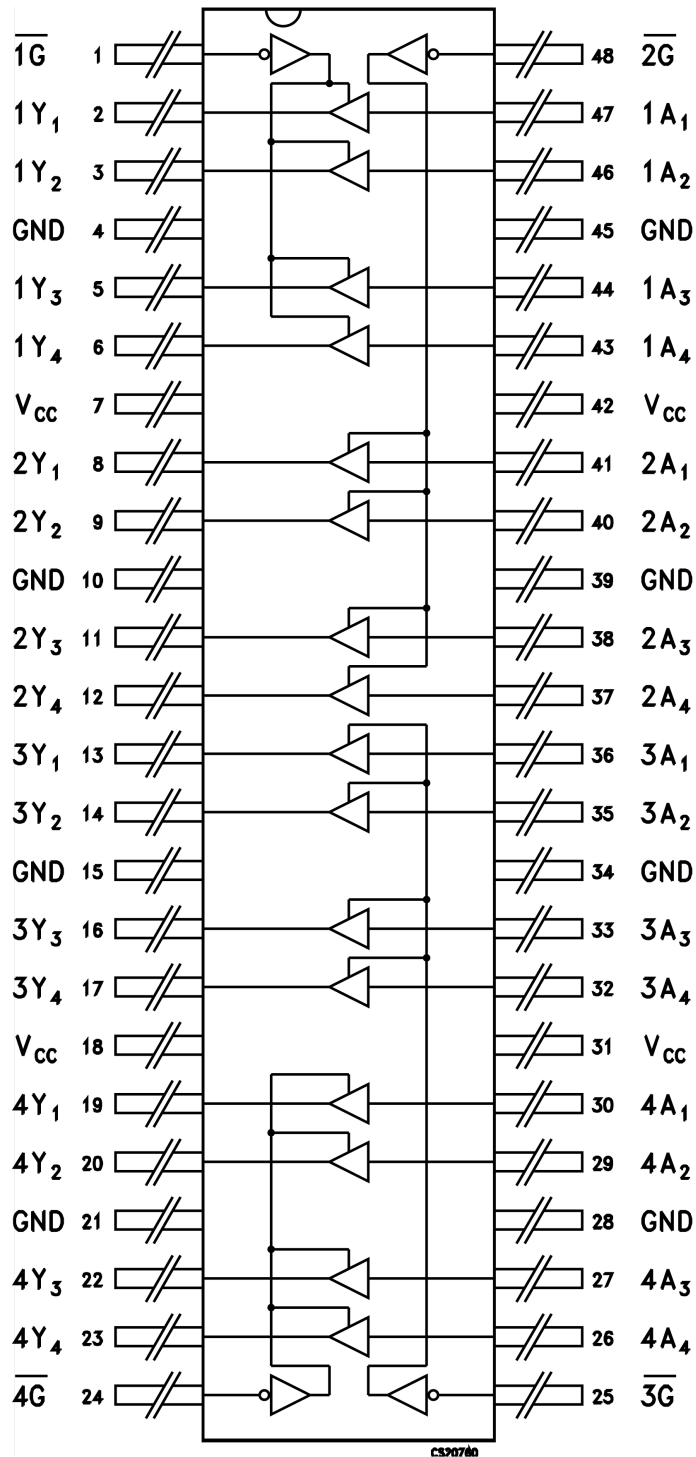 1G 1 48 2G
1Y1 2 47 1A1
1Y2 3 46 1A2
GND 4 45 GND
1Y3 5 44 1A3
1Y4 6 43 1A4
VCC 7 42 VCC
2Y1 8 41 2A1
2Y2 9 40 2A2
GND 10 39 GND
2Y3 11 38 2A3
2Y4 12 37 2A4
3Y1 13 36 3A1
3Y2 14 35 3A2
GND 15 34 GND
3Y3 16 33 3A3
3Y4 17 32 3A4
VCC 18 31 VCC
4Y1 19 30 4A1
4Y2 20 29 4A2
GND 21 28 GND
4Y3 22 27 4A3
4Y4 23 26 4A4
4G 24 25 3G